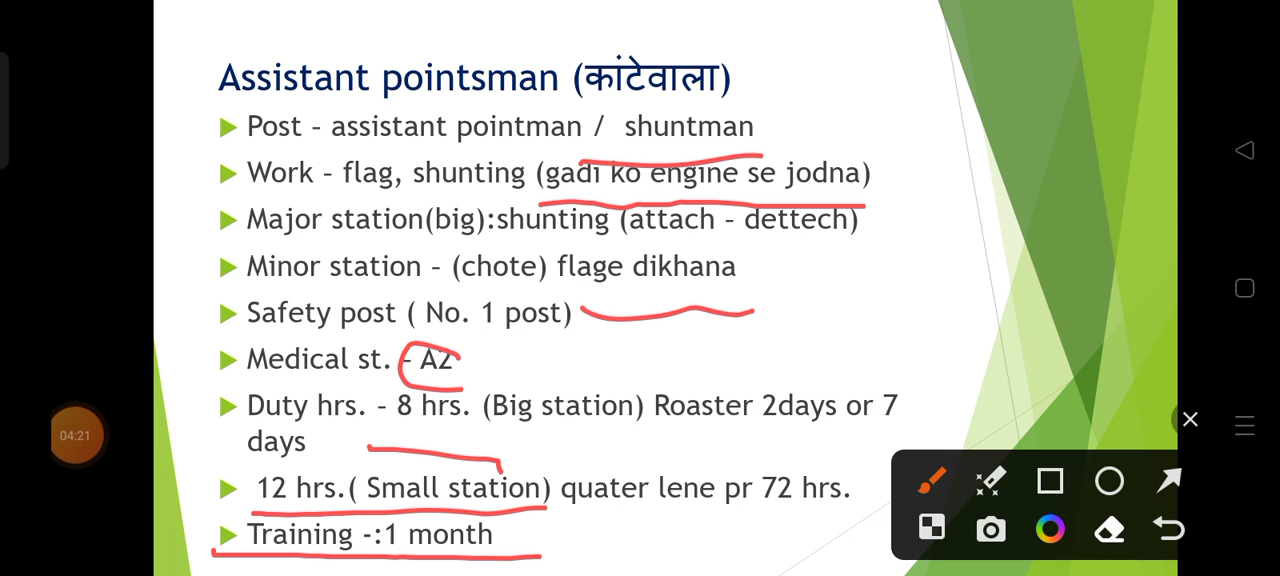 Assistant pointsman (कांटेवाला)
Post - assistant pointman / shuntman
Work - flag, shunting (gadi ko engine se jodna)
Major station(big):shunting (attach - dettech)
Minor station - (chote) flage dikhana
Safety post ( No. 1 post)
Medical st. - A2
Duty hrs. - 8 hrs. (Big station) Roaster 2days or 7
days
12 hrs.( Small station) quater lene pr 72 hrs.
Training -:1 month
04:21